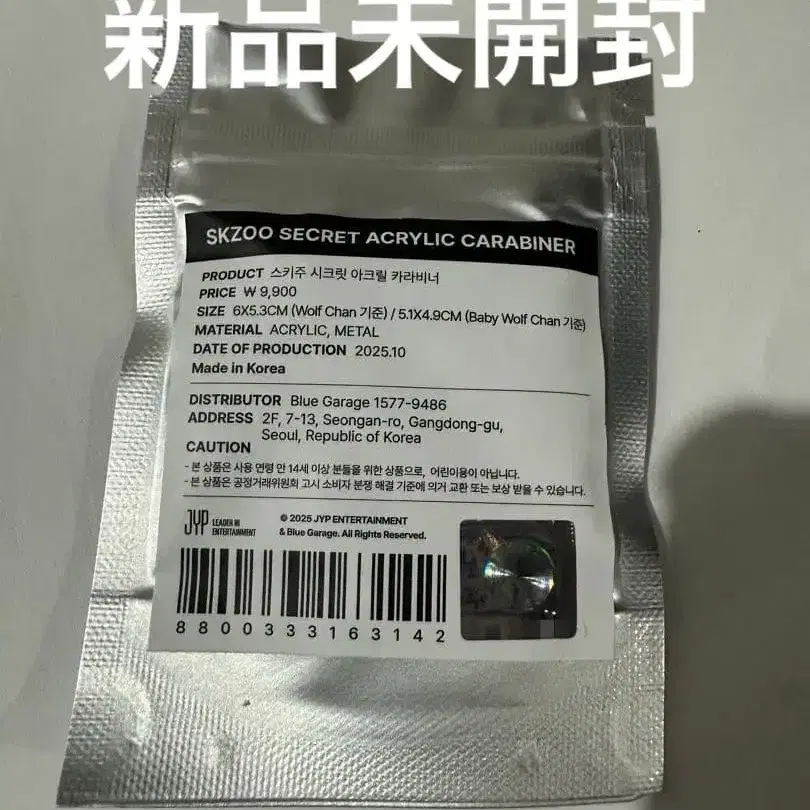 新品未開封
SKZOO SECRET ACRYLIC CARABINER
PRODUCT 스키주 시크릿 아크릴 카라비너
PRICE ₩ 9,900
SIZE 6X5.3CM (Wolf Chan 기준) / 5.1X4.9CM (Baby Wolf Chan 기준)
MATERIAL ACRYLIC, METAL
DATE OF PRODUCTION 2025.10
Made in Korea
DISTRIBUTOR Blue Garage 1577-9486
ADDRESS 2F, 7-13, Seongan-ro, Gangdong-gu,
Seoul, Republic of Korea
CAUTION
- 본 상품은 사용 연령 만 14세 이상 분들을 위한 상품으로, 어린이용이 아닙니다.
- 본 상품은 공정거래위원회 고시 소비자 분쟁 해결 기준에 의거 교환 또는 보상 받을 수 있습니다.
JYP LEADER IN
ENTERTAINMENT
© 2025 JYP ENTERTAINMENT
& Blue Garage. All Rights Reserved.
8800333163142